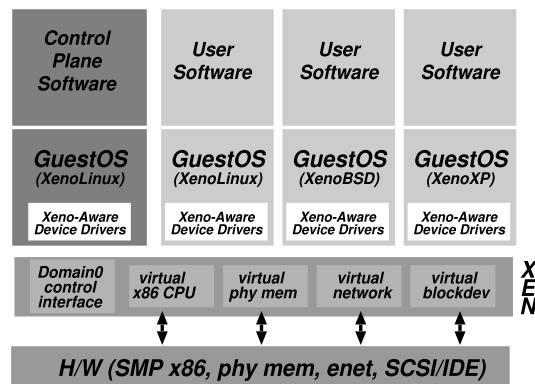 Control
Plane
Software
User
Software
User
Software
User
Software
GuestOS
(XenoLinux)
Xeno-Aware
Device Drivers
GuestOS
(XenoLinux)
Xeno-Aware
Device Drivers
GuestOS
(XenoBSD)
Xeno-Aware
Device Drivers
GuestOS
(XenoXP)
Xeno-Aware
Device Drivers
Domain0
control
interface
virtual
x86 CPU
virtual
phy mem
virtual
network
virtual
blockdev
X
E
N
H/W (SMP x86, phy mem, enet, SCSI/IDE)